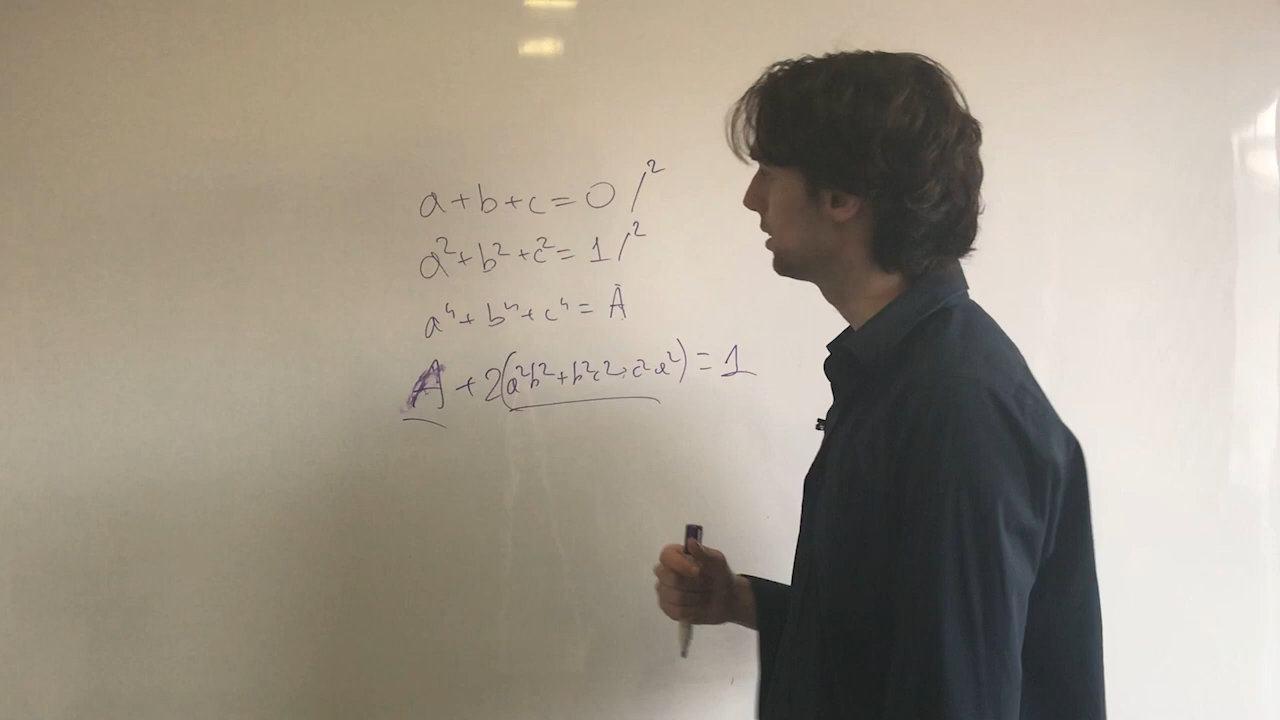 a+b+c=0 /²
a²+b²+c²=1 /²
a⁴+b⁴+c⁴=A
A+2(a²b²+b²c²+c²a²)=1